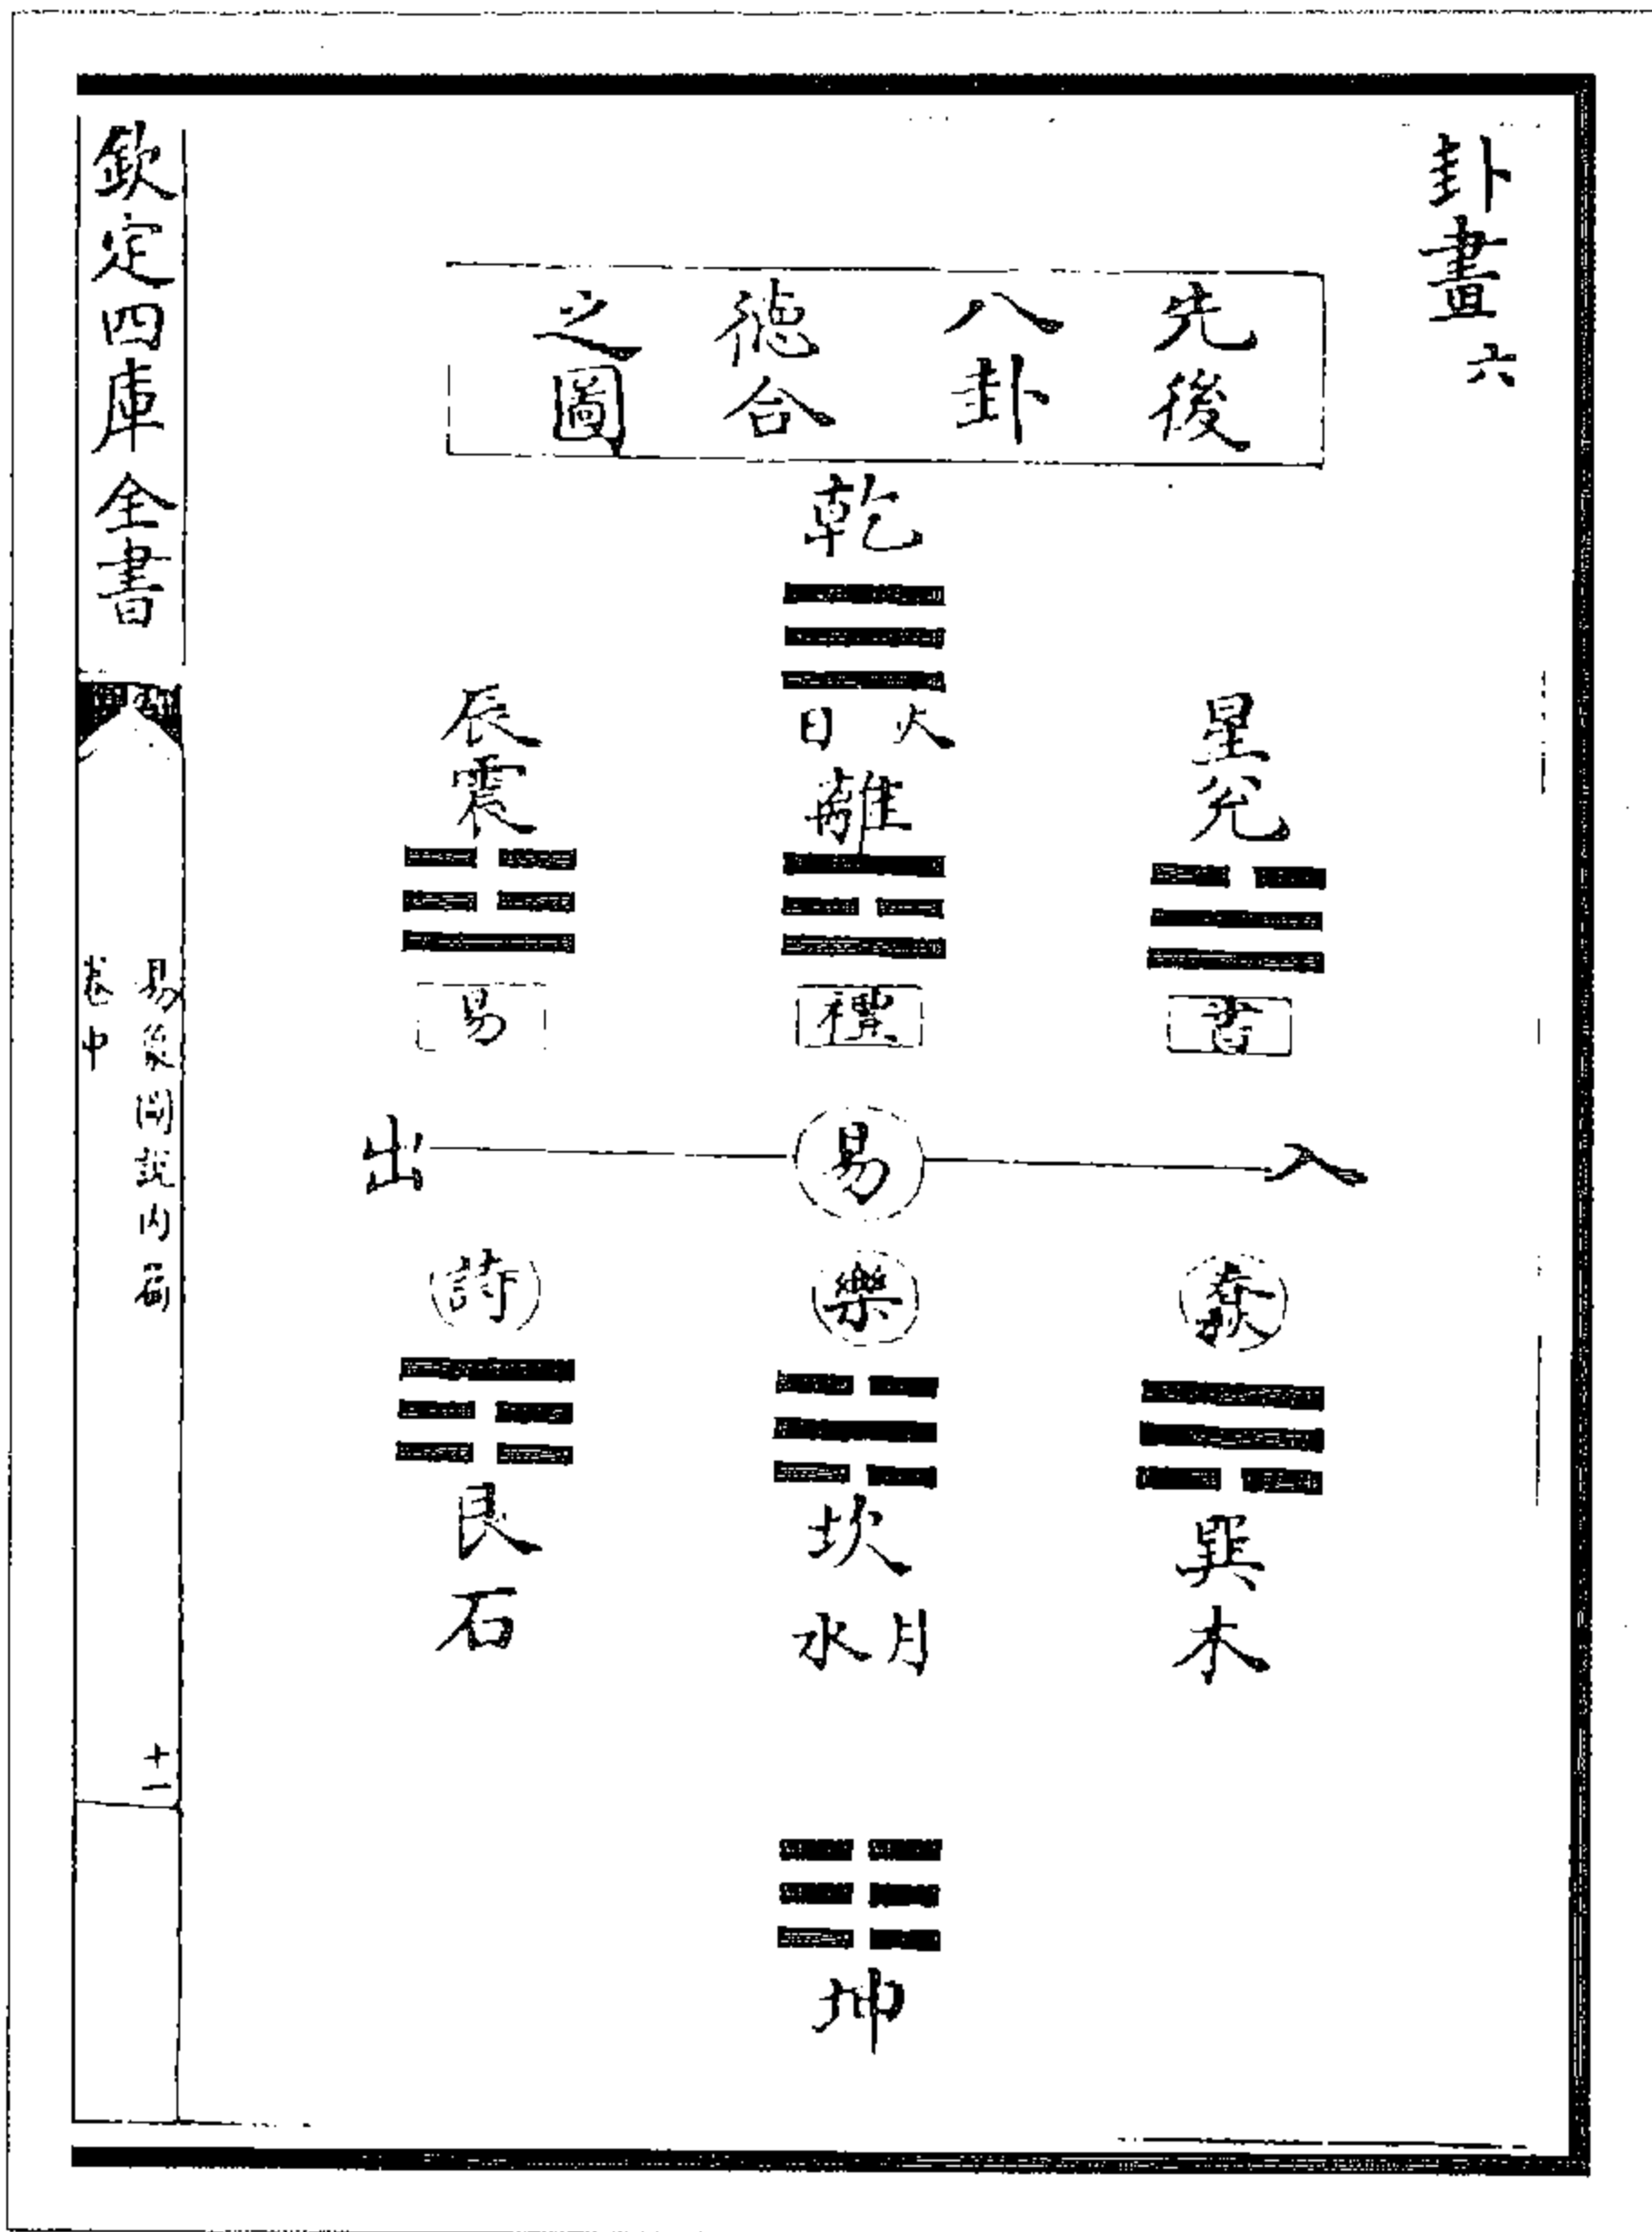 卦畫六
先後
八卦
德合
之圖
乾
星兌
火
日
離
辰震
書
禮
易
入
易
出
春秋
樂
詩
巽木
坎
月
水
艮石
坤
欽定四庫全書
易象圖說內篇
卷中
十一